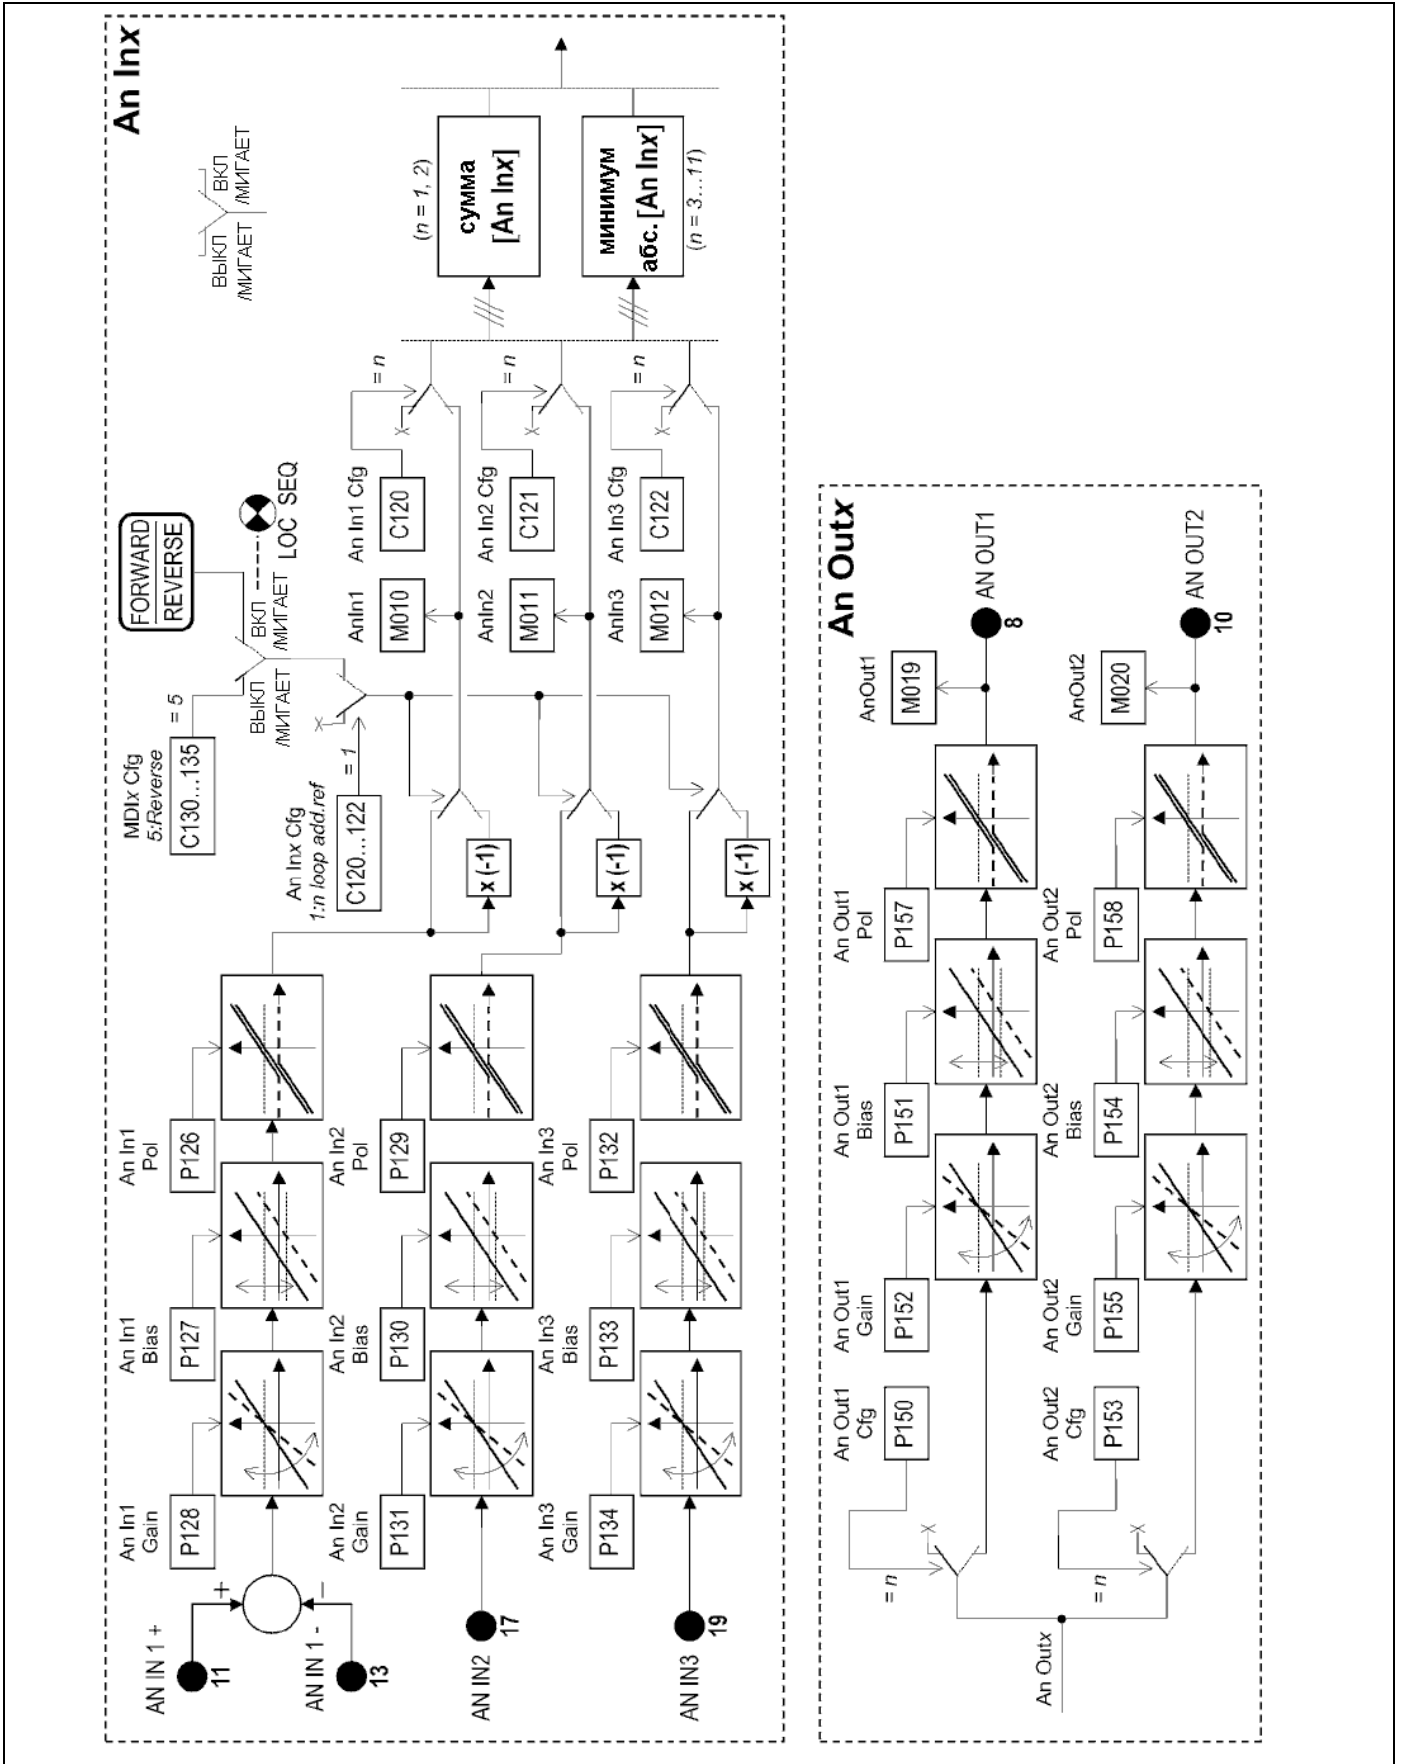 An Inx
AN IN 1 +
11
+
AN IN 1 -
13
−
An In1
Gain
P128
An In1
Bias
P127
An In1
Pol
P126
MDIx Cfg
5:Reverse
C130...135
= 5
FORWARD
REVERSE
ВЫКЛ
/МИГАЕТ
ВКЛ
/МИГАЕТ
LOC SEQ
ВЫКЛ
/МИГАЕТ
ВКЛ
/МИГАЕТ
An Inx Cfg
1:n loop add.ref
C120...122
= 1
X
AN IN2
17
An In2
Gain
P131
An In2
Bias
P130
An In2
Pol
P129
x (-1)
AnIn1
M010
An In1 Cfg
C120
X
= n
(n = 1, 2)
сумма
[An Inx]
x (-1)
AnIn2
M011
An In2 Cfg
C121
X
= n
AN IN3
19
An In3
Gain
P134
An In3
Bias
P133
An In3
Pol
P132
x (-1)
AnIn3
M012
An In3 Cfg
C122
X
= n
минимум
абс. [An Inx]
(n = 3...11)
An Outx
An Outx
= n
X
An Out1
Cfg
P150
An Out1
Gain
P152
An Out1
Bias
P151
An Out1
Pol
P157
AnOut1
M019
8
AN OUT1
= n
X
An Out2
Cfg
P153
An Out2
Gain
P155
An Out2
Bias
P154
An Out2
Pol
P158
AnOut2
M020
10
AN OUT2